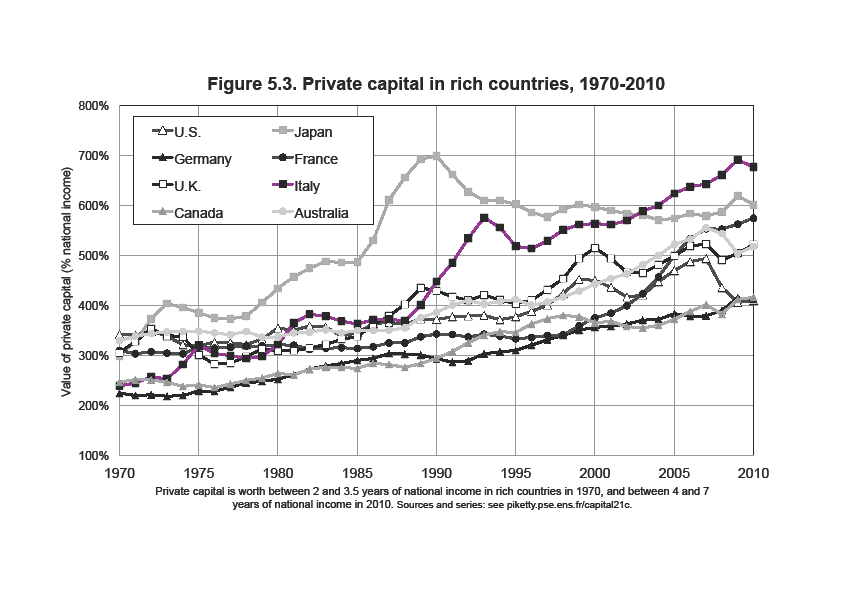 Figure 5.3. Private capital in rich countries, 1970-2010
Value of private capital (% national income)
800%
700%
600%
500%
400%
300%
200%
100%
U.S. Japan
Germany France
U.K. Italy
Canada Australia
1970 1975 1980 1985 1990 1995 2000 2005 2010
Private capital is worth between 2 and 3.5 years of national income in rich countries in 1970, and between 4 and 7
years of national income in 2010. Sources and series: see piketty.pse.ens.fr/capital21c.